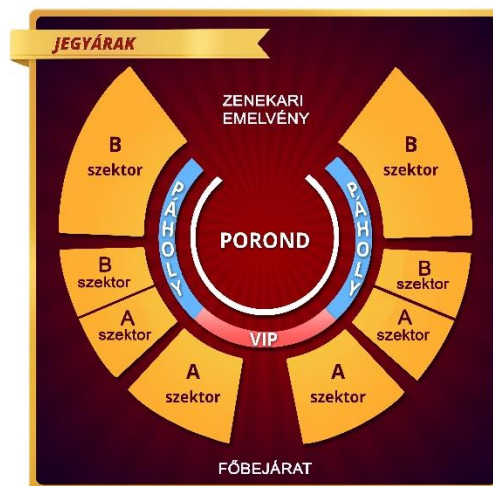 JEGYÁRAK
ZENEKARI
EMELVÉNY
B
szektor
B
szektor
PÁHOLY
POROND
PÁHOLY
B
szektor
B
szektor
A
szektor
A
szektor
VIP
A
szektor
A
szektor
FŐBEJÁRAT